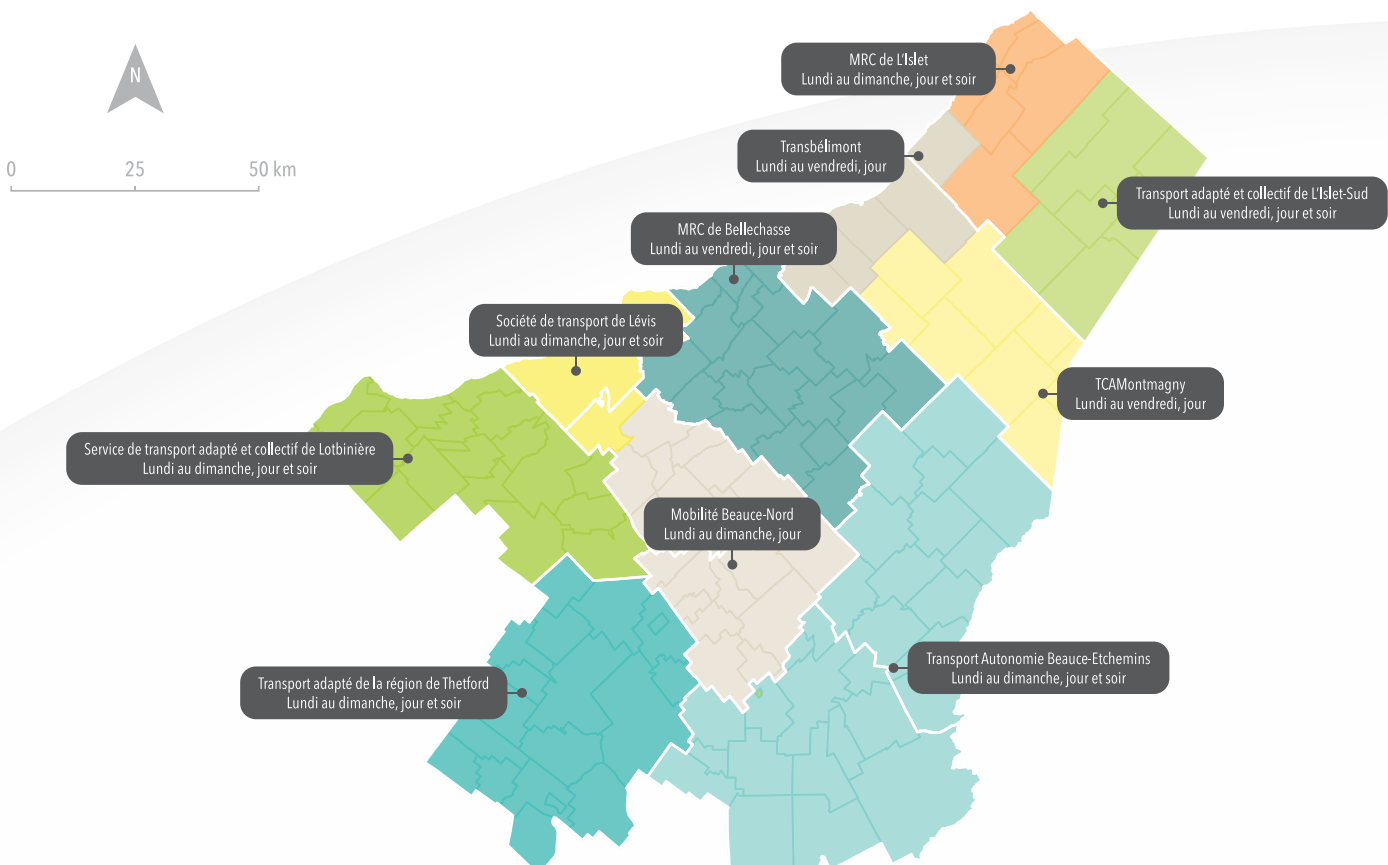 N
0 25 50 km
MRC de L'Islet
Lundi au dimanche, jour et soir
Transbélimont
Lundi au vendredi, jour
Transport adapté et collectif de L'Islet-Sud
Lundi au vendredi, jour et soir
MRC de Bellechasse
Lundi au vendredi, jour et soir
Société de transport de Lévis
Lundi au dimanche, jour et soir
TCAMontmagny
Lundi au vendredi, jour
Service de transport adapté et collectif de Lotbinière
Lundi au dimanche, jour et soir
Mobilité Beauce-Nord
Lundi au dimanche, jour
Transport Autonomie Beauce-Etchemins
Lundi au dimanche, jour et soir
Transport adapté de la région de Thetford
Lundi au dimanche, jour et soir